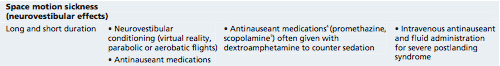 Space motion sickness
(neurovestibular effects)
Long and short duration
• Neurovestibular
conditioning (virtual reality,
parabolic or aerobatic flights)
• Antinauseant medications
• Antinauseant medications† (promethazine,
scopolamine†) often given with
dextroamphetamine to counter sedation
• Intravenous antinauseant
and fluid administration
for severe postlanding
syndrome